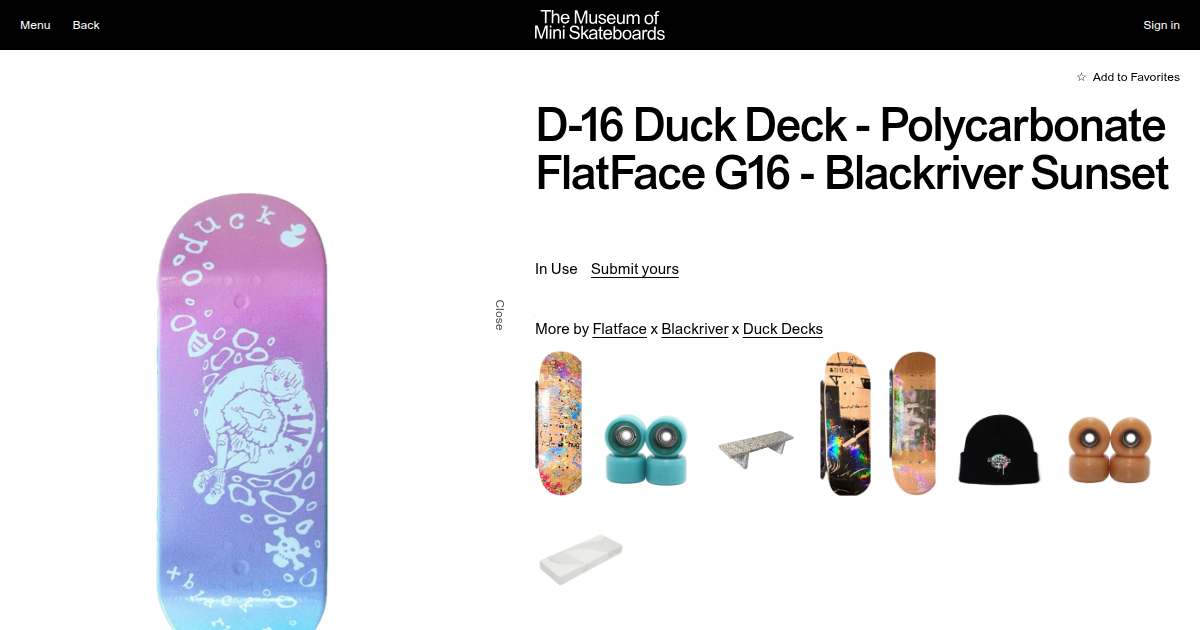 Menu
Back
The Museum of
Mini Skateboards
Sign in
☆ Add to Favorites
D-16 Duck Deck - Polycarbonate
FlatFace G16 - Blackriver Sunset
duck
In Use Submit yours
Close
More by Flatface x Blackriver x Duck Decks